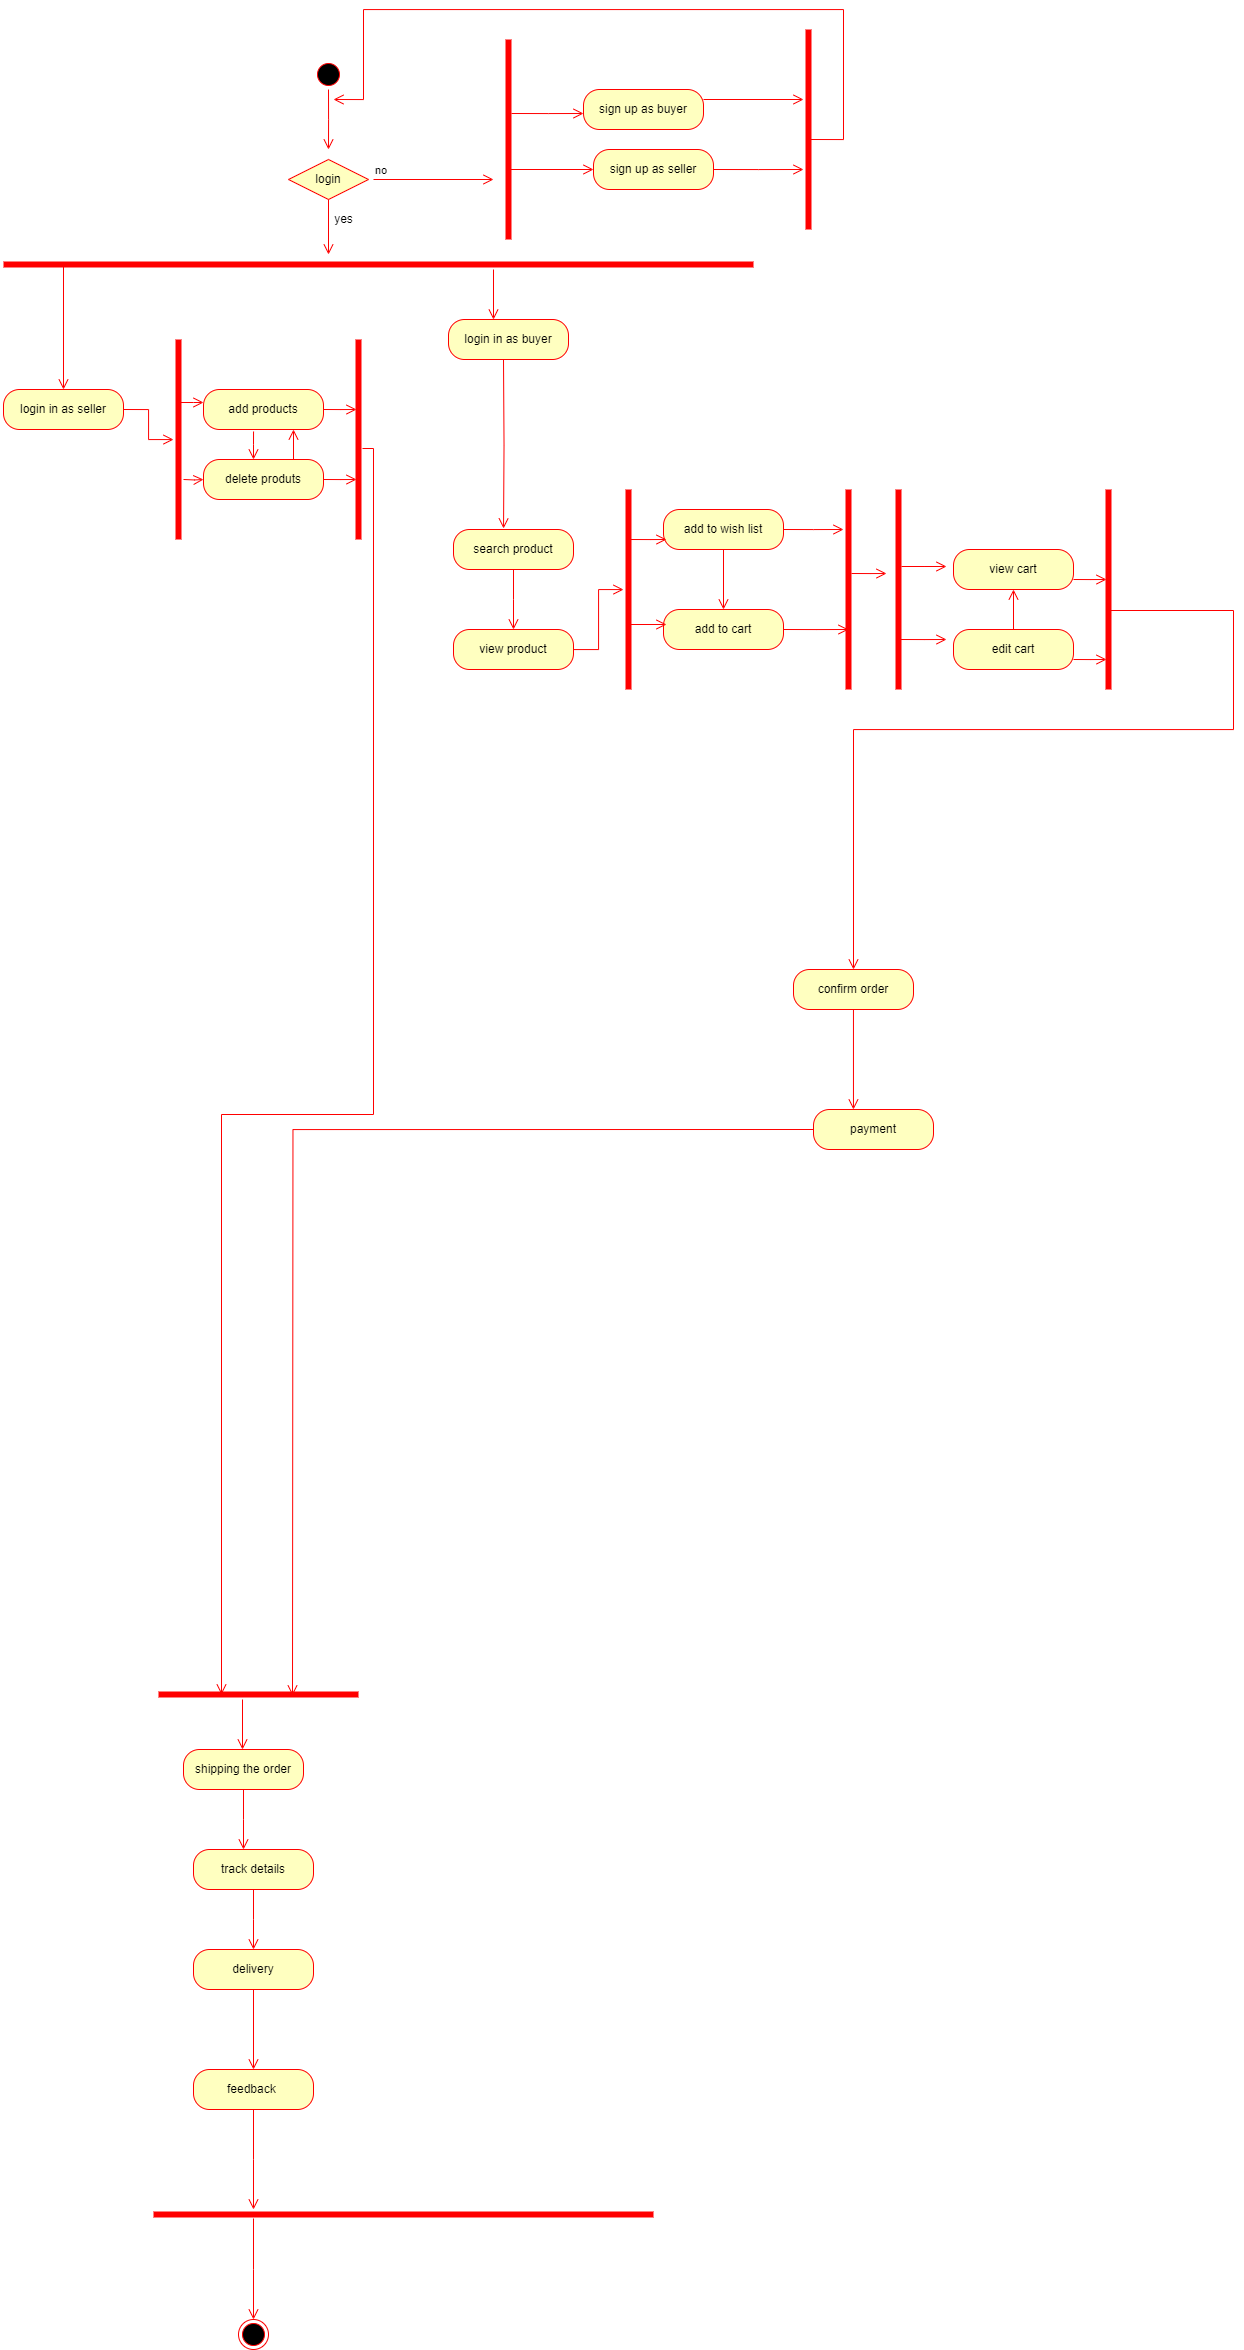 sign up as buyer
login
no
sign up as seller
yes
login in as buyer
login in as seller
add products
delete produts
search product
add to wish list
view cart
view product
add to cart
edit cart
confirm order
payment
shipping the order
track details
delivery
feedback